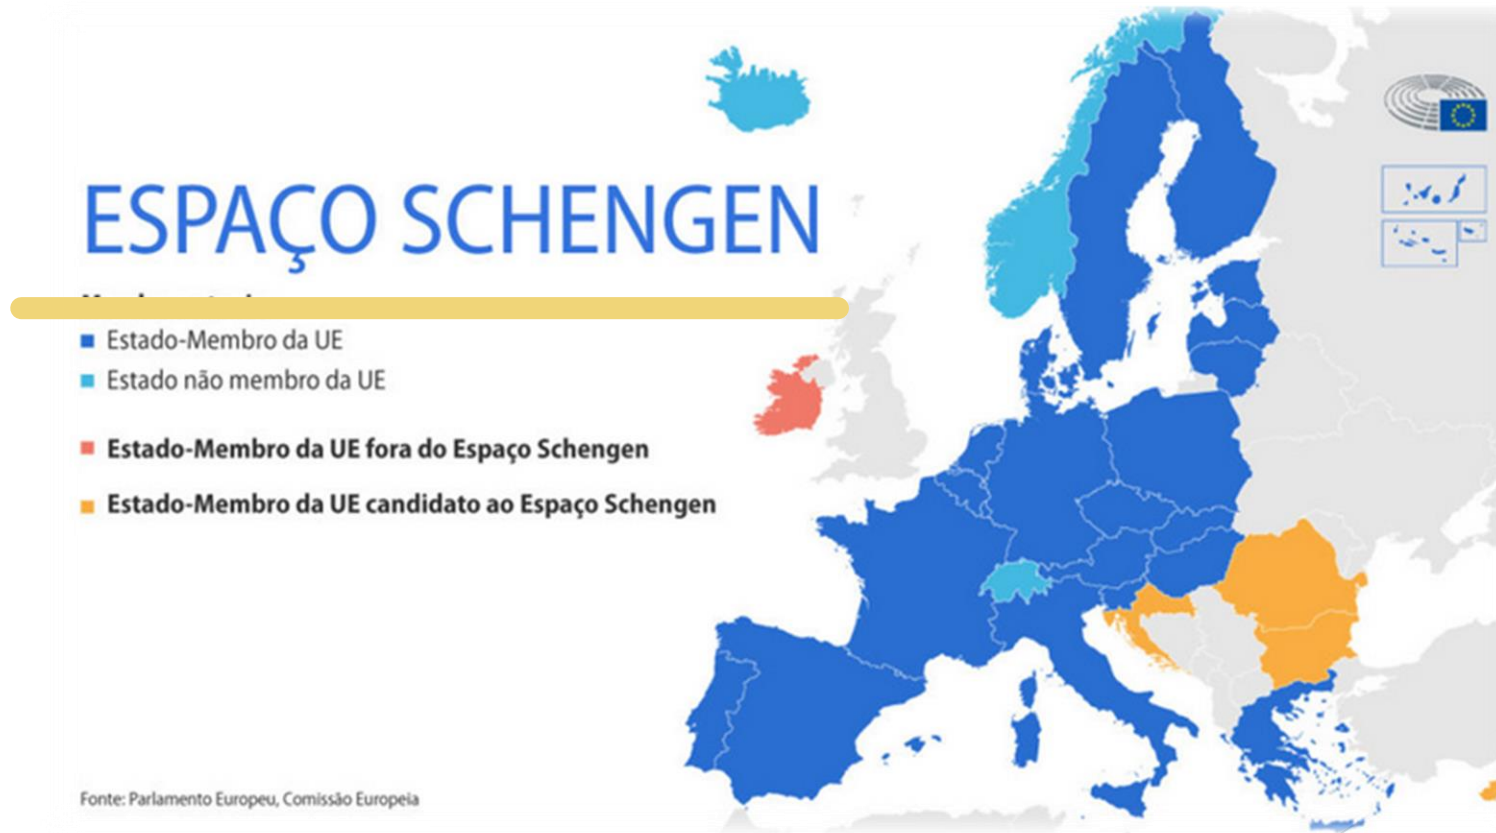 ESPAÇO SCHENGEN
Estado-Membro da UE
Estado não membro da UE
Estado-Membro da UE fora do Espaço Schengen
Estado-Membro da UE candidato ao Espaço Schengen
Fonte: Parlamento Europeu, Comissão Europeia